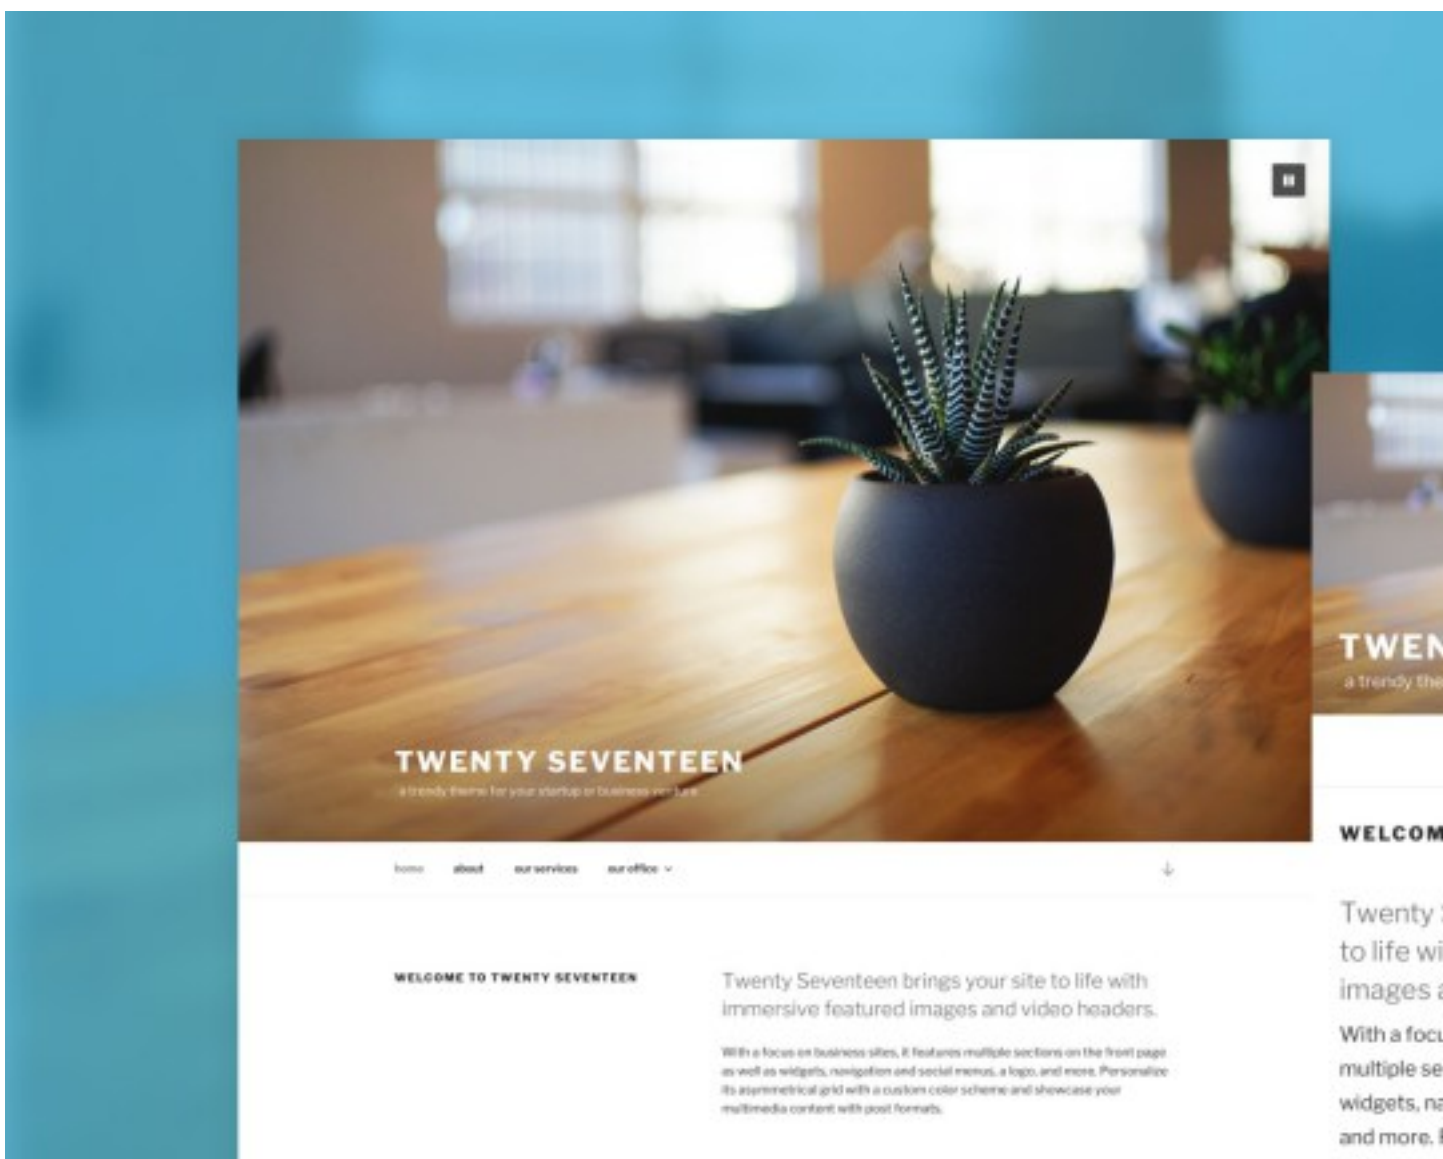 TWENTY SEVENTEEN
a trendy theme for your startup or business venture
home about our services our office
WELCOME TO TWENTY SEVENTEEN
Twenty Seventeen brings your site to life with
immersive featured images and video headers.
With a focus on business sites, it features multiple sections on the front page
as well as widgets, navigation and social menus, a logo, and more. Personalize
its asymmetrical grid with a custom color scheme and showcase your
multimedia content with post formats.
TWEN
a trendy the
WELCOM
Twenty
to life wi
images a
With a focu
multiple se
widgets, na
and more.